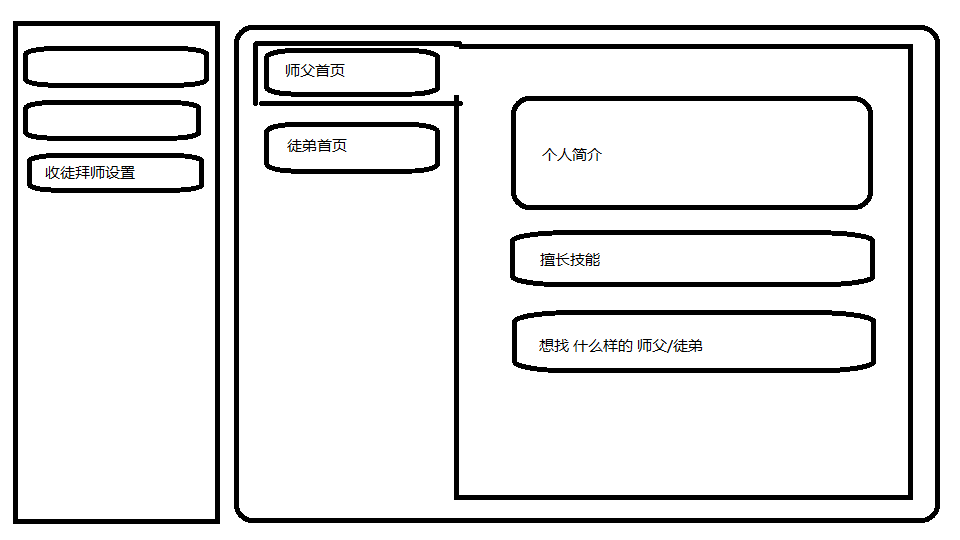 收徒拜师设置
师父首页
徒弟首页
个人简介
擅长技能
想找 什么样的 师父/徒弟